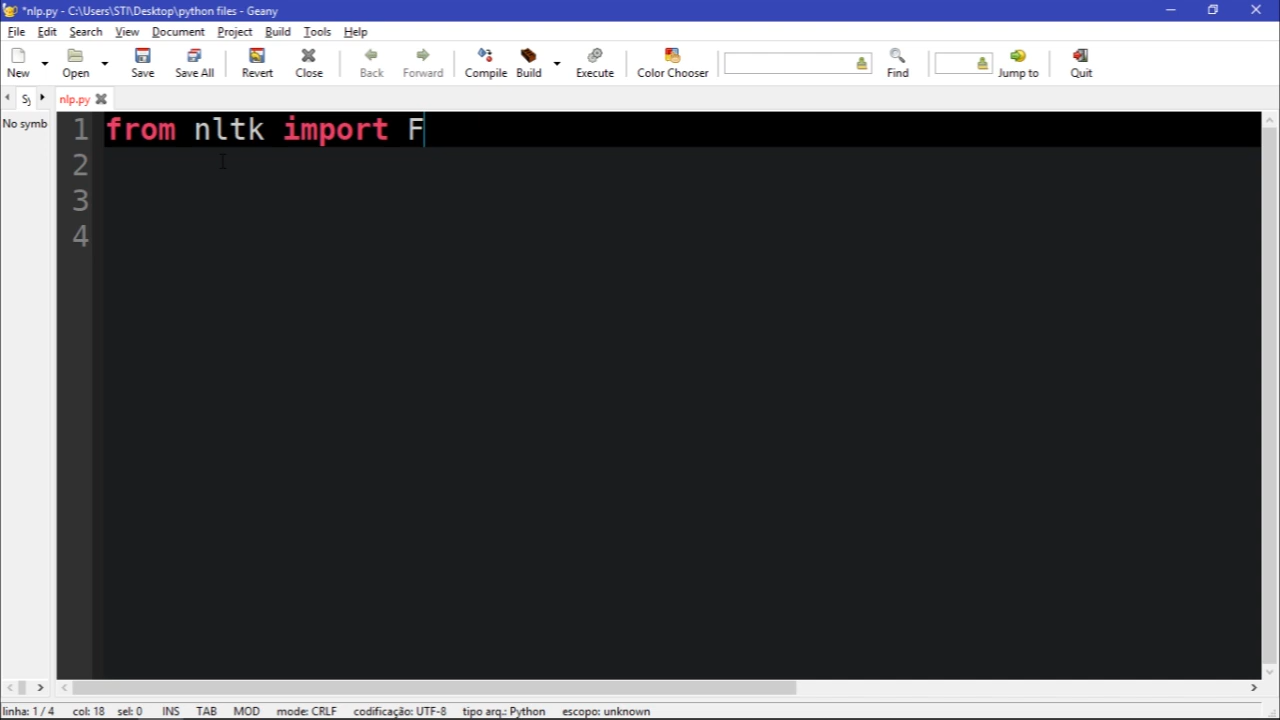 *nlp.py - C:\Users\STI\Desktop\python files - Geany
File Edit Search View Document Project Build Tools Help
New Open Save Save All Revert Close Back Forward Compile Build Execute Color Chooser Find Jump to Quit
nlp.py
No symb
1 from nltk import F
2
3
4
linha: 1 / 4 col: 18 sel: 0 INS TAB MOD mode: CRLF codificação: UTF-8 tipo arq.: Python escopo: unknown